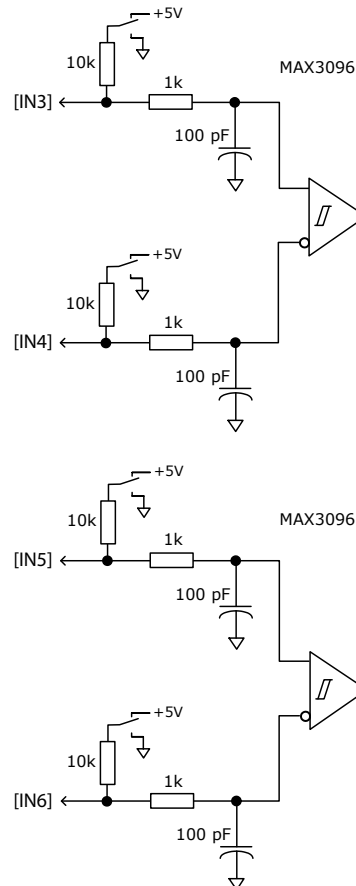 +5V
MAX3096
10k
1k
[IN3]
100 pF
+5V
10k
1k
[IN4]
100 pF
+5V
MAX3096
10k
1k
[IN5]
100 pF
+5V
10k
1k
[IN6]
100 pF